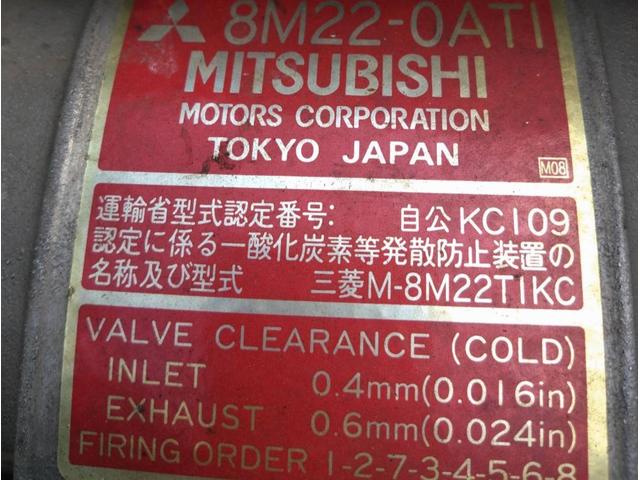 8M22-0AT1
MITSUBISHI
MOTORS CORPORATION
TOKYO JAPAN
M08
運輸省型式認定番号: 自公KC109
認定に係る一酸化炭素等発散防止装置の
名称及び型式 三菱M-8M22T1KC
VALVE CLEARANCE (COLD)
INLET 0.4mm(0.016in)
EXHAUST 0.6mm(0.024in)
FIRING ORDER 1-2-7-3-4-5-6-8